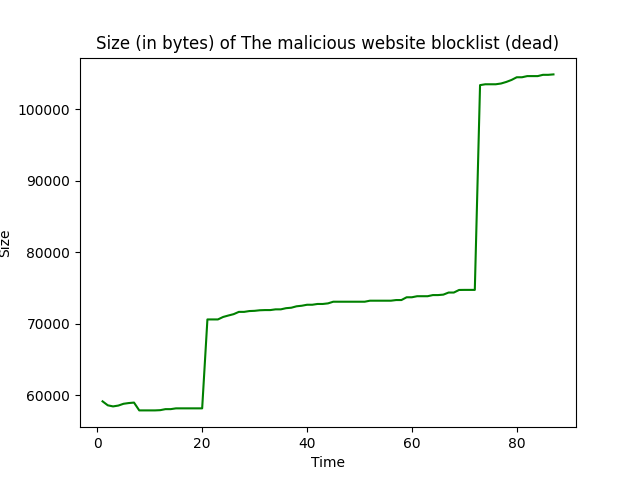 Size (in bytes) of The malicious website blocklist (dead)
100000
90000
80000
70000
60000
Size
0 20 40 60 80
Time